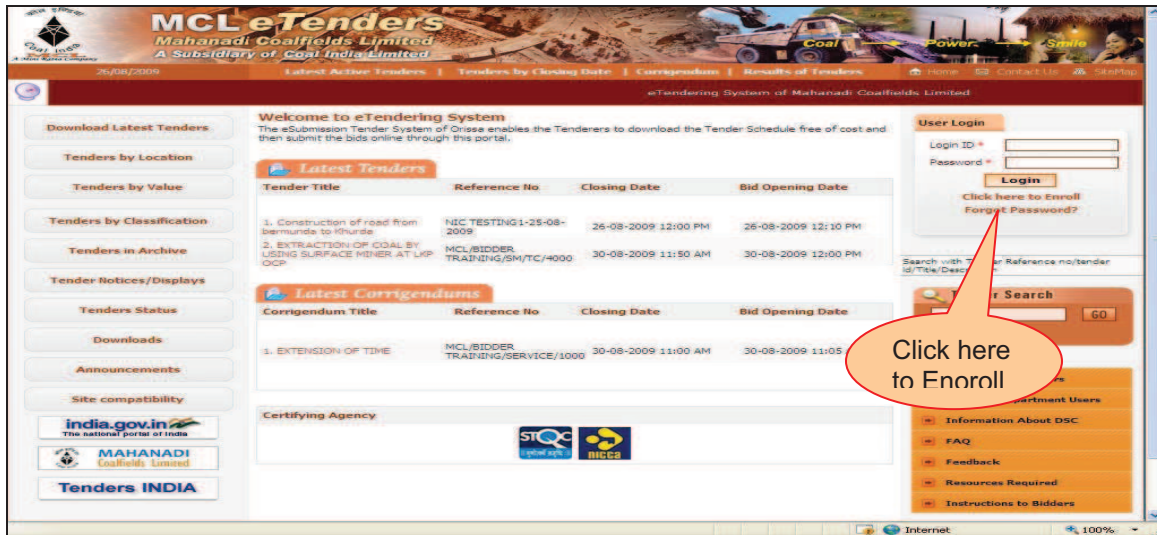 MCL eTenders
Mahanadi Coalfields Limited
A Subsidiary of Coal India Limited
Coal
Power
Smile
26/08/2009
Latest Active Tenders | Tenders by Closing Date | Corrigendum | Results of Tenders
Home Contact Us SiteMap
eTendering System of Mahanadi Coalfields Limited
Download Latest Tenders
Tenders by Location
Tenders by Value
Tenders by Classification
Tenders in Archive
Tender Notices/Displays
Tenders Status
Downloads
Announcements
Site compatibility
india.gov.in
The national portal of India
MAHANADI
Coalfields Limited
Tenders INDIA
Welcome to eTendering System
The eSubmission Tender System of Orissa enables the Tenderers to download the Tender Schedule free of cost and
then submit the bids online through this portal.
Latest Tenders
Tender Title Reference No Closing Date Bid Opening Date
1. Construction of road from bermunda to Khurda NIC TESTING1-25-08-2009 26-08-2009 12:00 PM 26-08-2009 12:10 PM
2. EXTRACTION OF COAL BY USING SURFACE MINER AT LKP OCP MCL/BIDDER TRAINING/SM/TC/4000 30-08-2009 11:50 AM 30-08-2009 12:00 PM
Latest Corrigendums
Corrigendum Title Reference No Closing Date Bid Opening Date
1. EXTENSION OF TIME MCL/BIDDER TRAINING/SERVICE/1000 30-08-2009 11:00 AM 30-08-2009 11:05
Certifying Agency
STQC
nicca
User Login
Login ID *
Password *
Login
Click here to Enroll
Forgot Password?
Search with T er Reference no/tender
id/Title/Desc n
T r Search
GO
Click here
to Enoroll
rs
artment Users
Information About DSC
FAQ
Feedback
Resources Required
Instructions to Bidders
Internet 100%